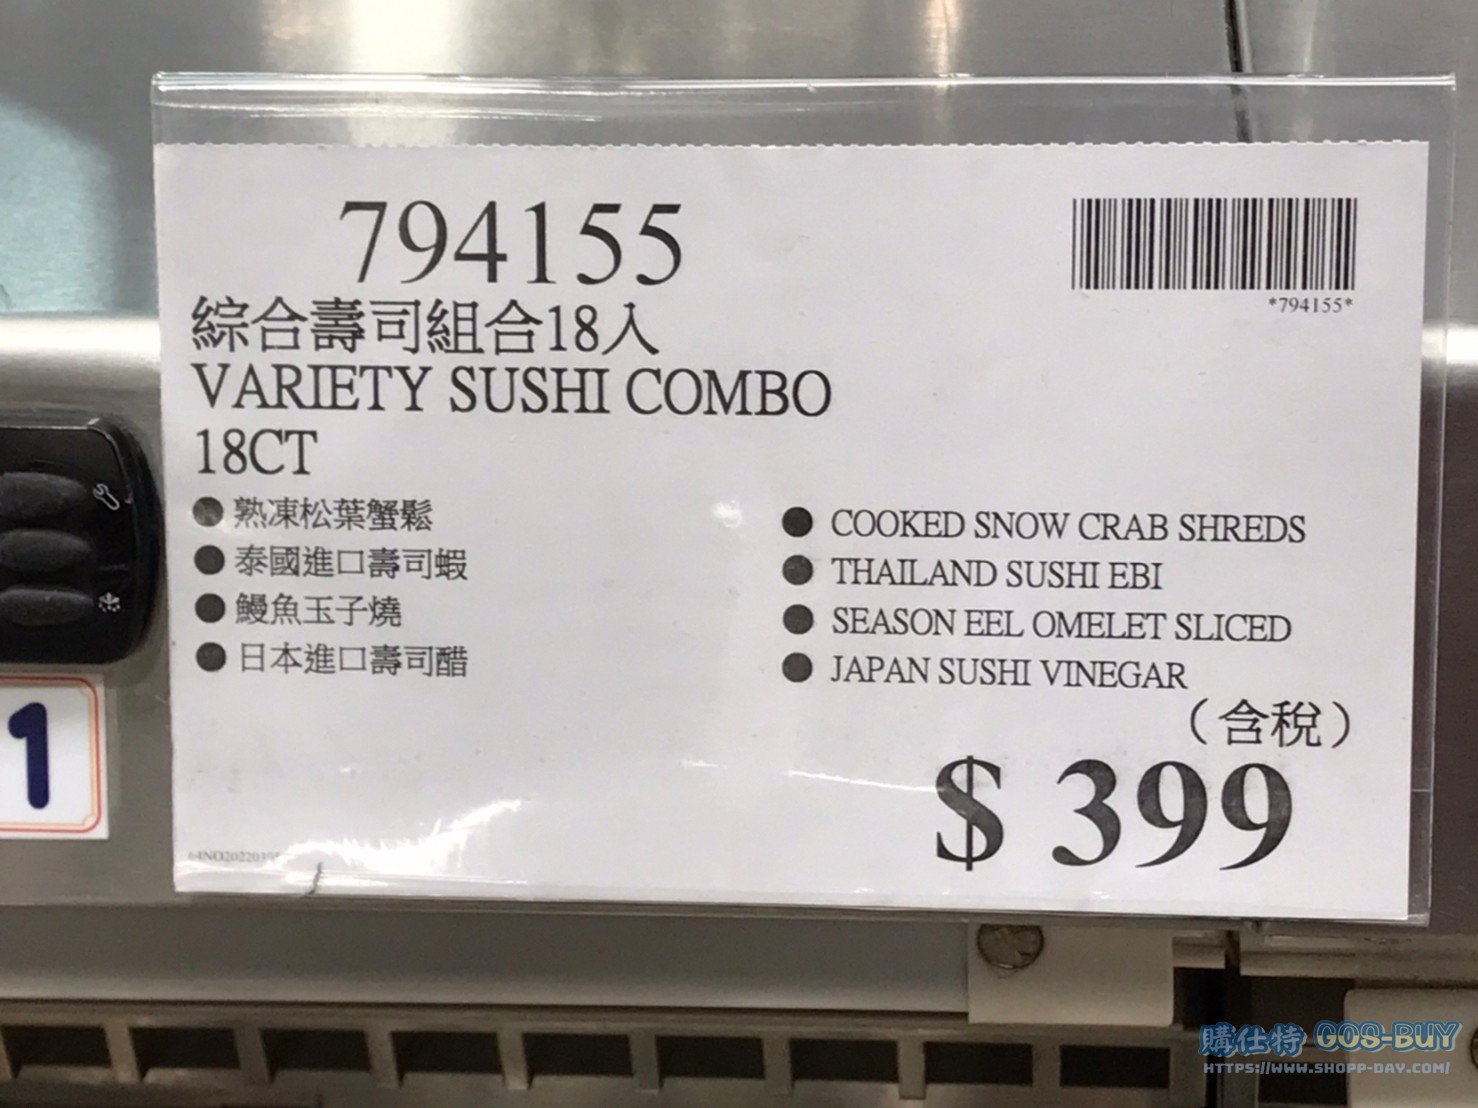 794155
*794155*
綜合壽司組合18入
VARIETY SUSHI COMBO
18CT
● 熟凍松葉蟹鬆
● 泰國進口壽司蝦
● 鰻魚玉子燒
● 日本進口壽司醋
● COOKED SNOW CRAB SHREDS
● THAILAND SUSHI EBI
● SEASON EEL OMELET SLICED
● JAPAN SUSHI VINEGAR
（含稅）
$ 399
1
購仕特 COS-BUY
HTTPS://WWW.SHOPP-DAY.COM/